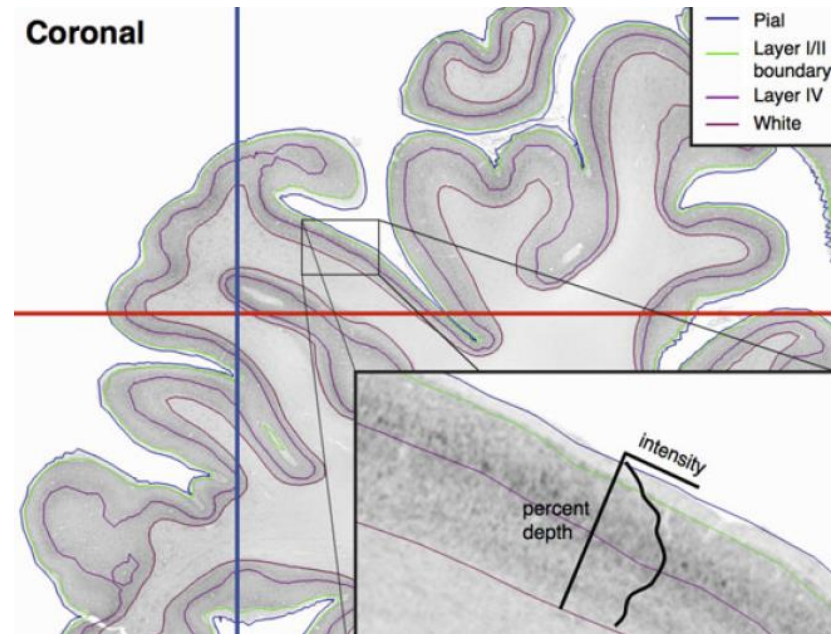 Coronal
Pial
Layer I/II
boundary
Layer IV
White
intensity
percent
depth